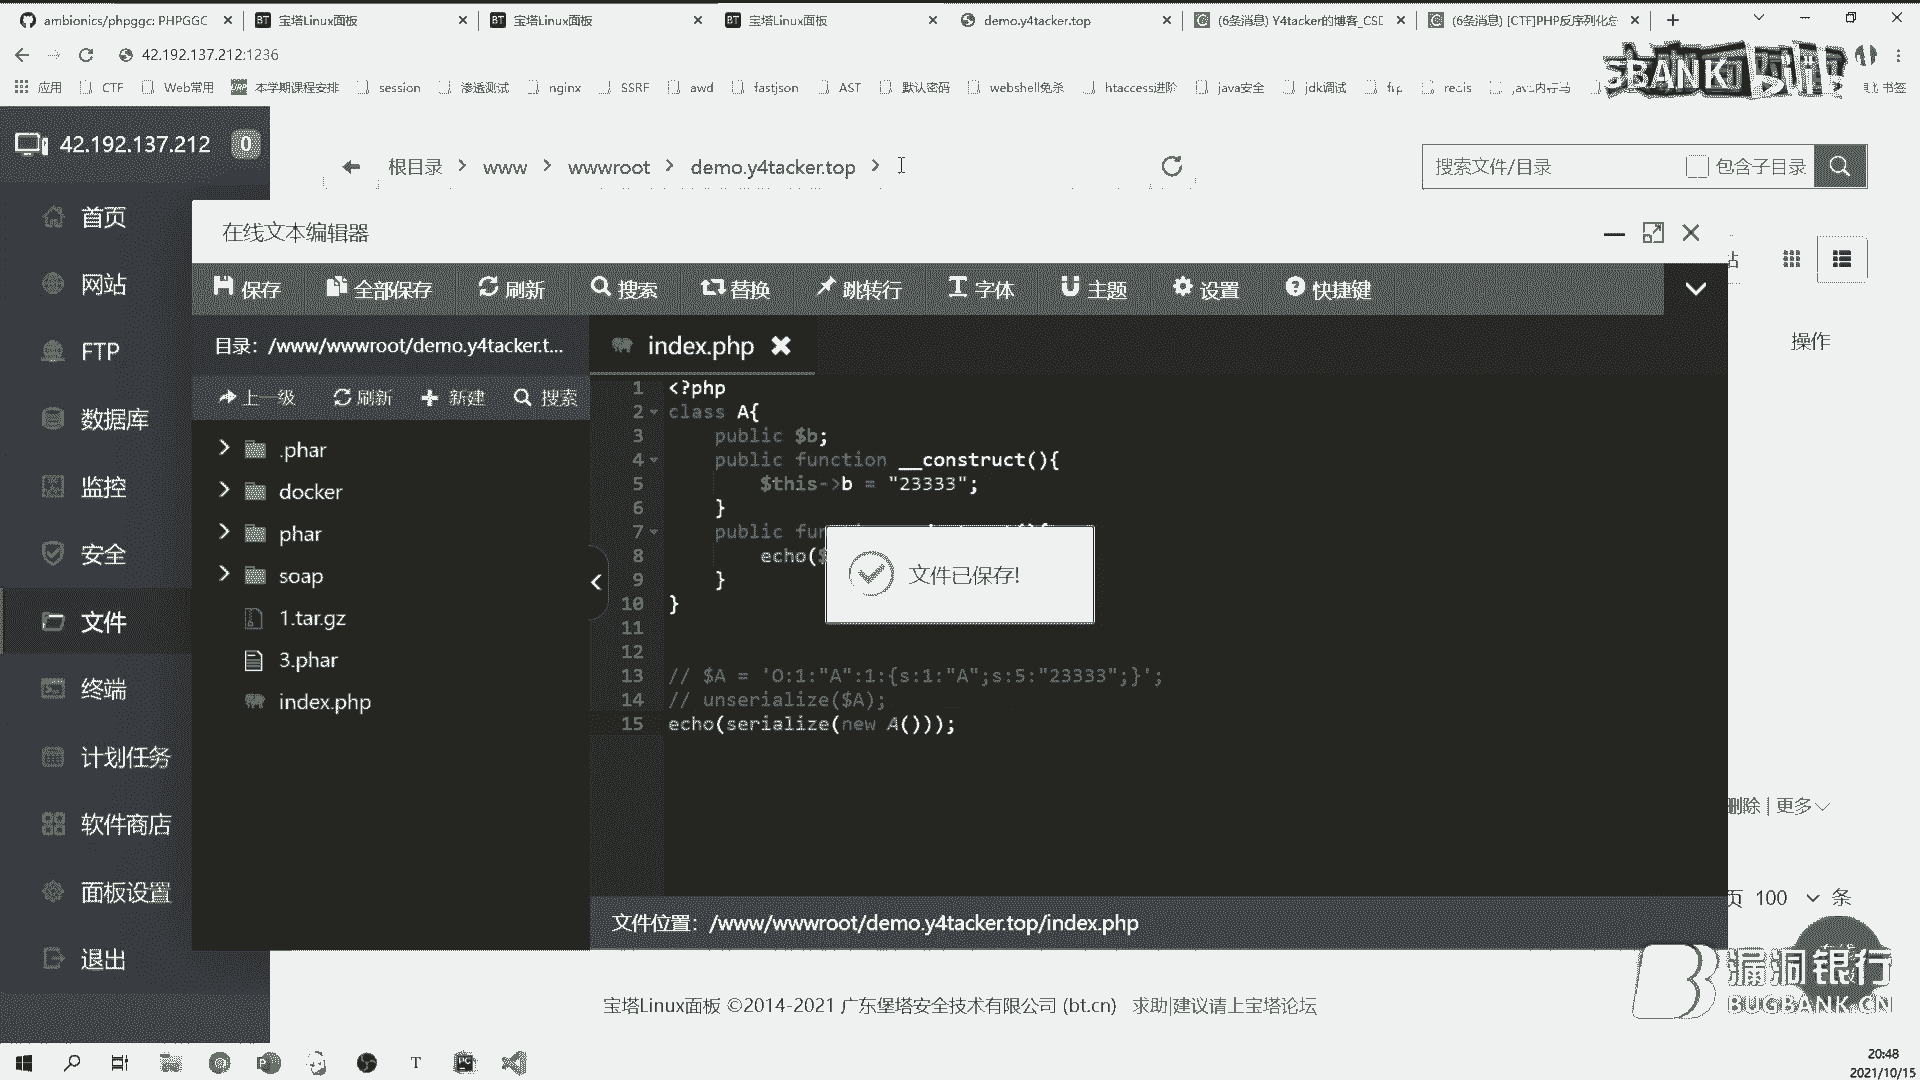 ambionics/phpggc: PHPGGC
宝塔Linux面板
宝塔Linux面板
宝塔Linux面板
demo.y4tacker.top
(6条消息) Y4tacker的博客_CSD
(6条消息) [CTF]PHP反序列化总
42.192.137.212:1236
应用
CTF
Web常用
本学期课程安排
session
渗透测试
nginx
SSRF
awd
fastjson
AST
默认密码
webshell免杀
htaccess进阶
java安全
jdk调试
ftp
redis
java内存马
书签
42.192.137.212
0
根目录 > www > wwwroot > demo.y4tacker.top >
搜索文件/目录
包含子目录
首页
网站
FTP
数据库
监控
安全
文件
终端
计划任务
软件商店
面板设置
退出
在线文本编辑器
保存
全部保存
刷新
搜索
替换
跳转行
字体
主题
设置
快捷键
目录：/www/wwwroot/demo.y4tacker.t...
上一级
刷新
新建
搜索
.phar
docker
phar
soap
1.tar.gz
3.phar
index.php
index.php
1 <?php
2 class A{
3 public $b;
4 public function __construct(){
5 $this->b = "23333";
6 }
7 public fun
8 echo($
9 }
10 }
11
12
13 // $A = 'O:1:"A":1:{s:1:"A";s:5:"23333";}';
14 // unserialize($A);
15 echo(serialize(new A()));
文件已保存!
文件位置：/www/wwwroot/demo.y4tacker.top/index.php
操作
删除 | 更多
页 100 条
宝塔Linux面板 ©2014-2021 广东堡塔安全技术有限公司 (bt.cn) 求助|建议请上宝塔论坛
漏洞银行
BUGBANK.CN
20:48
2021/10/15